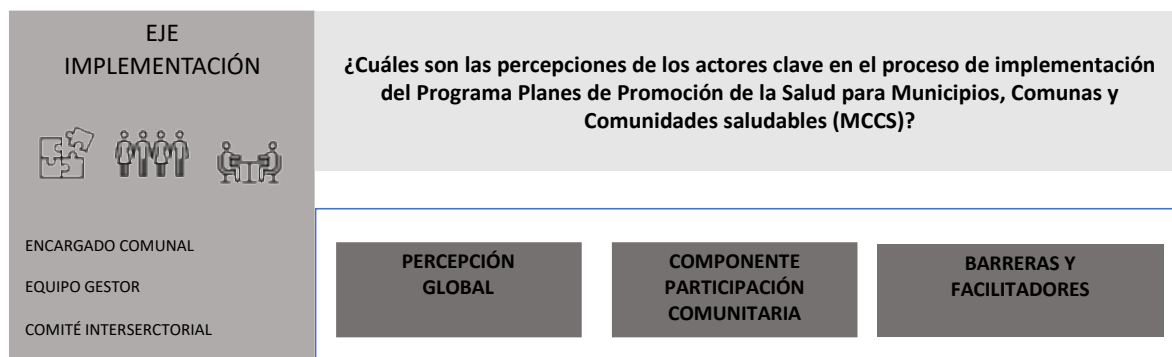 EJE
IMPLEMENTACIÓN
ENCARGADO COMUNAL
EQUIPO GESTOR
COMITÉ INTERSERCTORIAL
¿Cuáles son las percepciones de los actores clave en el proceso de implementación
del Programa Planes de Promoción de la Salud para Municipios, Comunas y
Comunidades saludables (MCCS)?
PERCEPCIÓN
GLOBAL
COMPONENTE
PARTICIPACIÓN
COMUNITARIA
BARRERAS Y
FACILITADORES